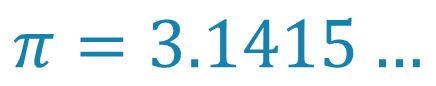 π = 3.1415 ...